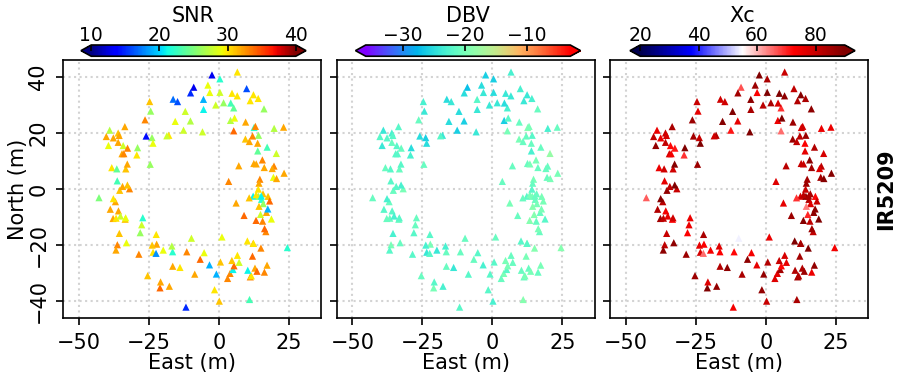 SNR DBV Xc
10 20 30 40 −30 −20 −10 20 40 60 80
40
20
0
−20
−40
North (m)
−50 −25 0 25 −50 −25 0 25 −50 −25 0 25
East (m) East (m) East (m)
IR5209